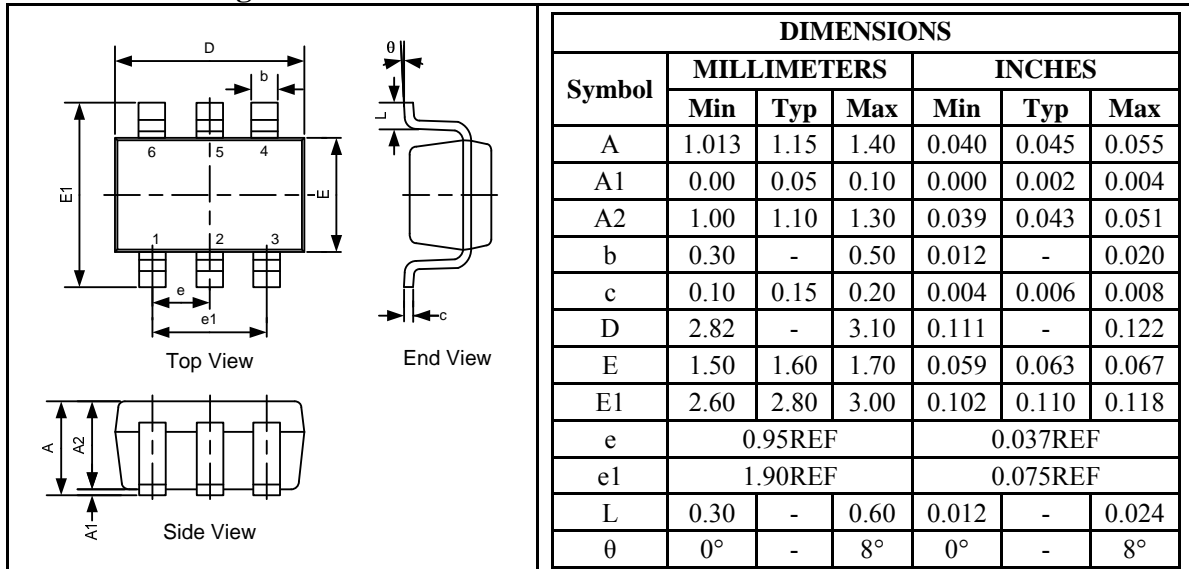 D
b
θ
L
6 5 4
E1
E
1 2 3
e
e1
c
Top View
End View
A
A2
A1
Side View
DIMENSIONS
Symbol MILLIMETERS INCHES
Min Typ Max Min Typ Max
A 1.013 1.15 1.40 0.040 0.045 0.055
A1 0.00 0.05 0.10 0.000 0.002 0.004
A2 1.00 1.10 1.30 0.039 0.043 0.051
b 0.30 - 0.50 0.012 - 0.020
c 0.10 0.15 0.20 0.004 0.006 0.008
D 2.82 - 3.10 0.111 - 0.122
E 1.50 1.60 1.70 0.059 0.063 0.067
E1 2.60 2.80 3.00 0.102 0.110 0.118
e 0.95REF 0.037REF
e1 1.90REF 0.075REF
L 0.30 - 0.60 0.012 - 0.024
θ 0° - 8° 0° - 8°